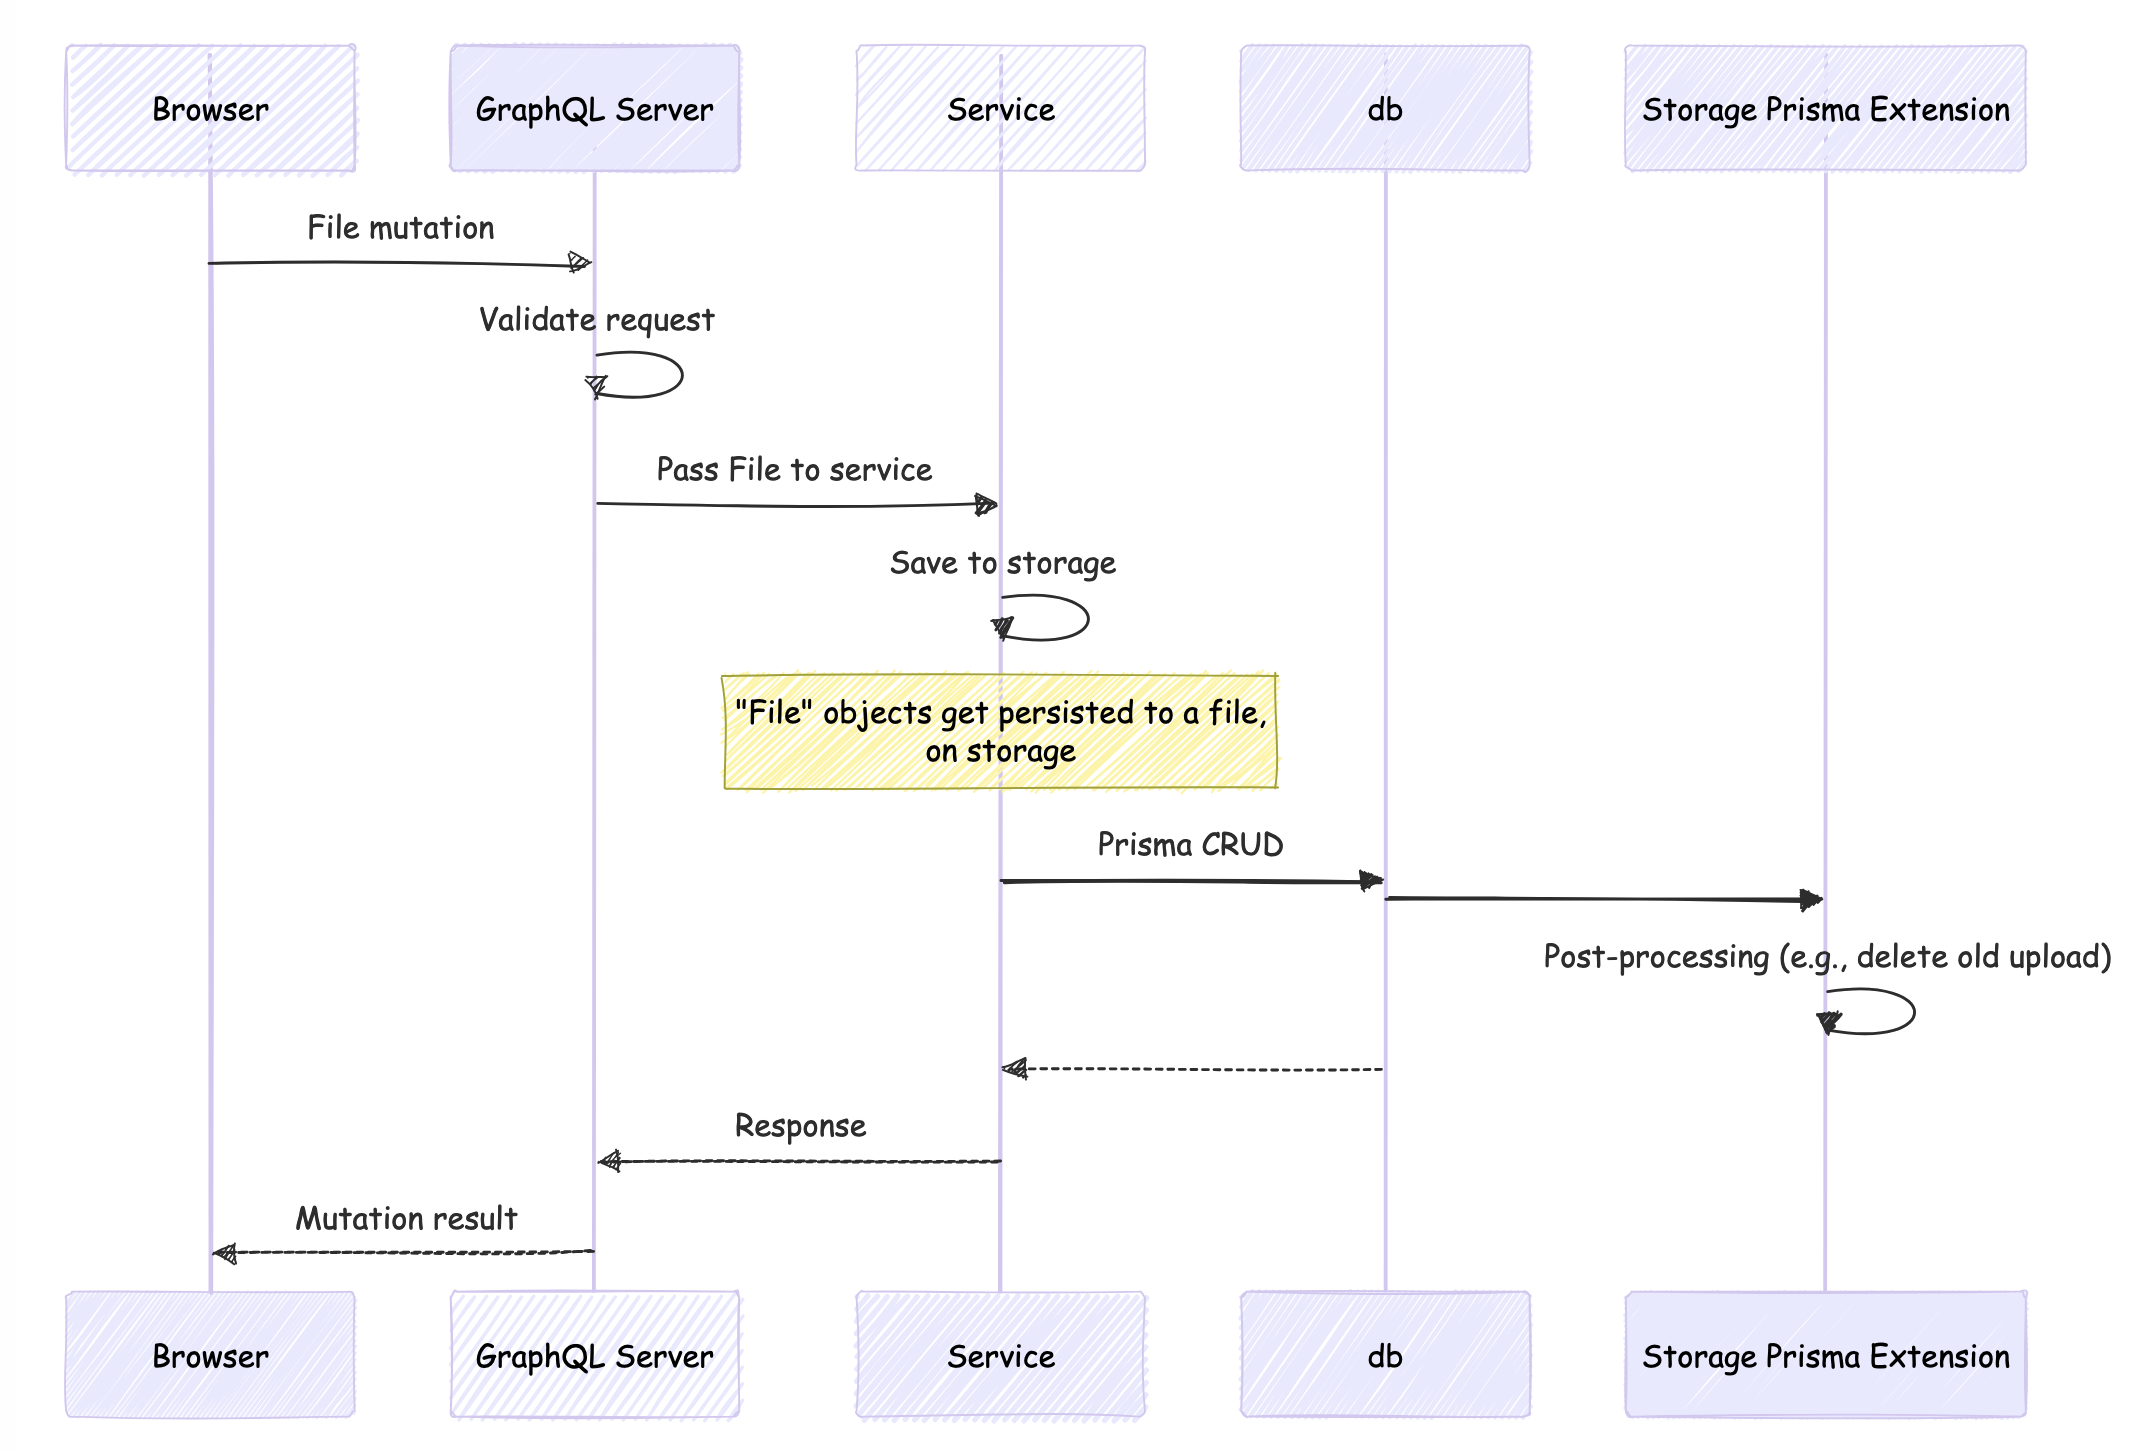 Browser
GraphQL Server
Service
db
Storage Prisma Extension
File mutation
Validate request
Pass File to service
Save to storage
"File" objects get persisted to a file,
on storage
Prisma CRUD
Post-processing (e.g., delete old upload)
Response
Mutation result
Browser
GraphQL Server
Service
db
Storage Prisma Extension